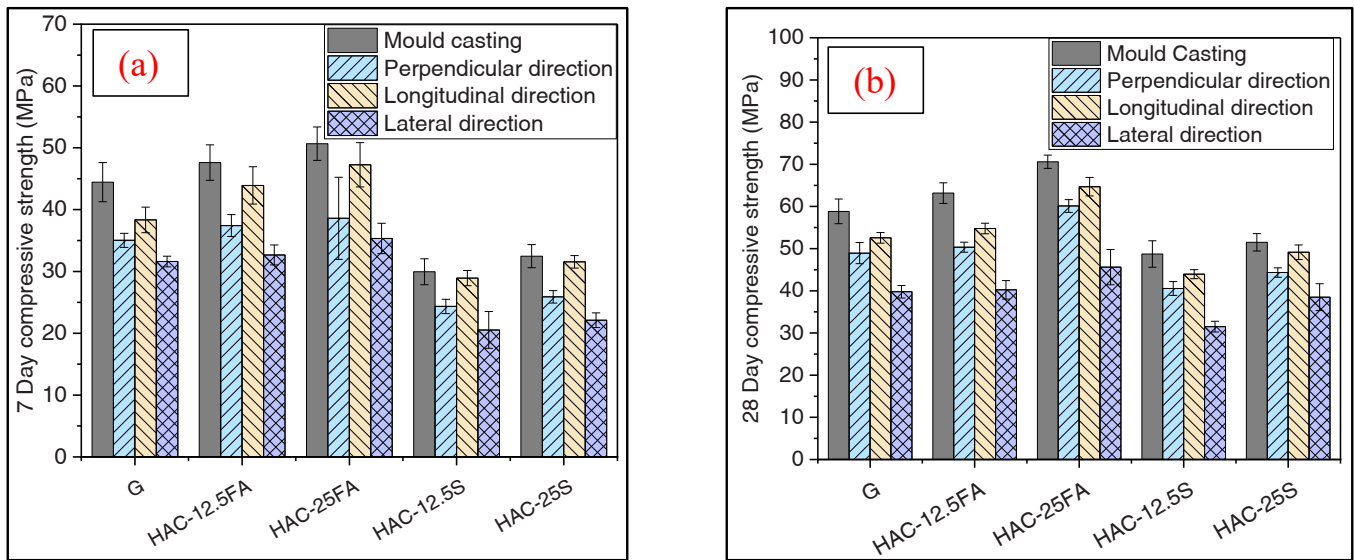 (a)
Mould casting
Perpendicular direction
Longitudinal direction
Lateral direction
7 Day compressive strength (MPa)
70
60
50
40
30
20
10
0
G
HAC-12.5FA
HAC-25FA
HAC-12.5S
HAC-25S
(b)
Mould Casting
Perpendicular direction
Longitudinal direction
Lateral direction
28 Day compressive strength (MPa)
100
90
80
70
60
50
40
30
20
10
0
G
HAC-12.5FA
HAC-25FA
HAC-12.5S
HAC-25S